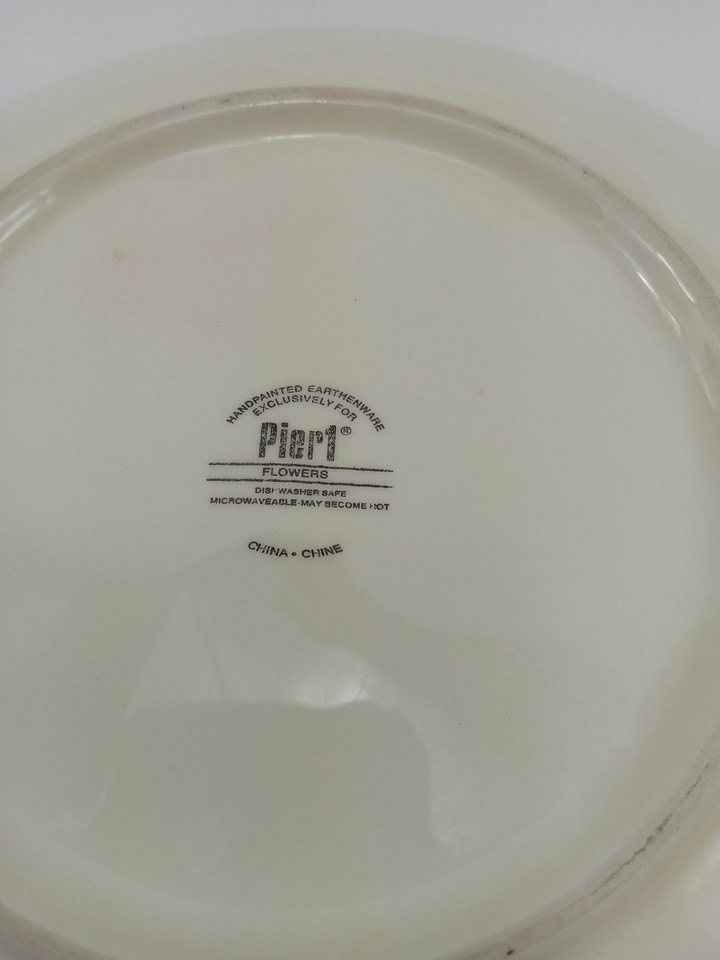 HANDPAINTED EARTHENWARE
EXCLUSIVELY FOR
Pier1®
FLOWERS
DISHWASHER SAFE
MICROWAVEABLE-MAY BECOME HOT
CHINA • CHINE